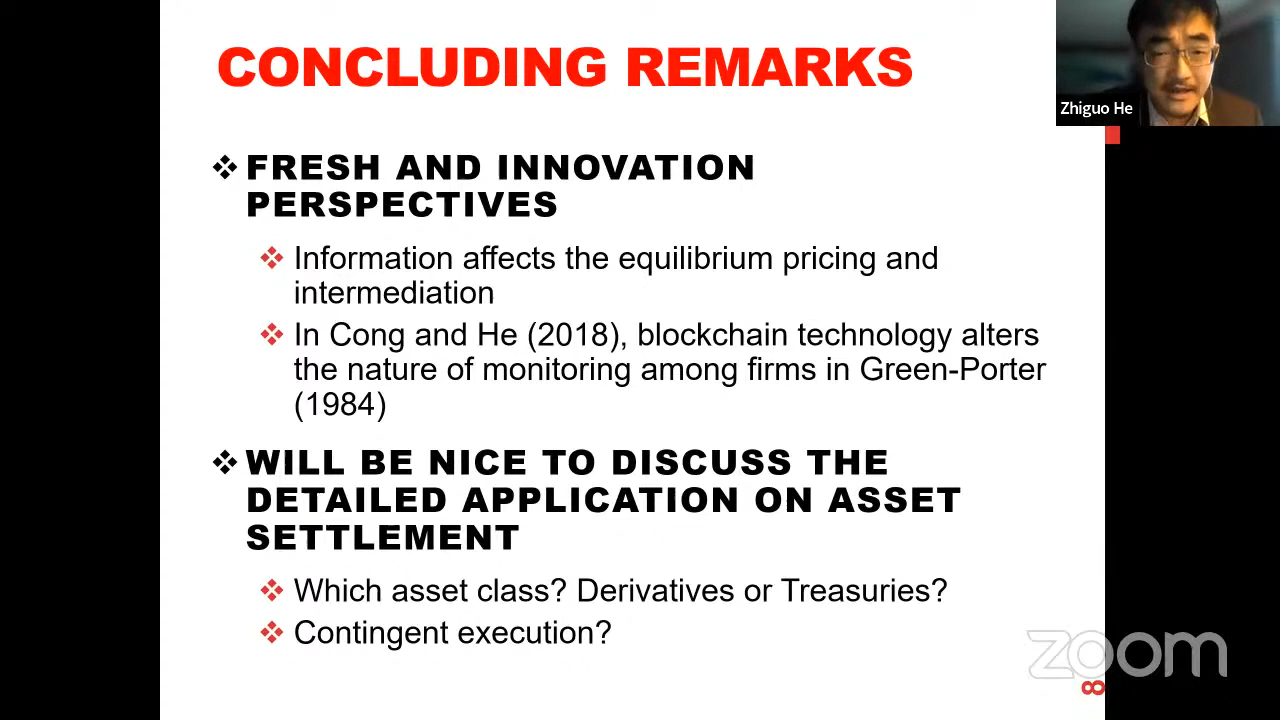 CONCLUDING REMARKS
Zhiguo He
FRESH AND INNOVATION
PERSPECTIVES
Information affects the equilibrium pricing and
intermediation
In Cong and He (2018), blockchain technology alters
the nature of monitoring among firms in Green-Porter
(1984)
WILL BE NICE TO DISCUSS THE
DETAILED APPLICATION ON ASSET
SETTLEMENT
Which asset class? Derivatives or Treasuries?
Contingent execution?
zoom
8